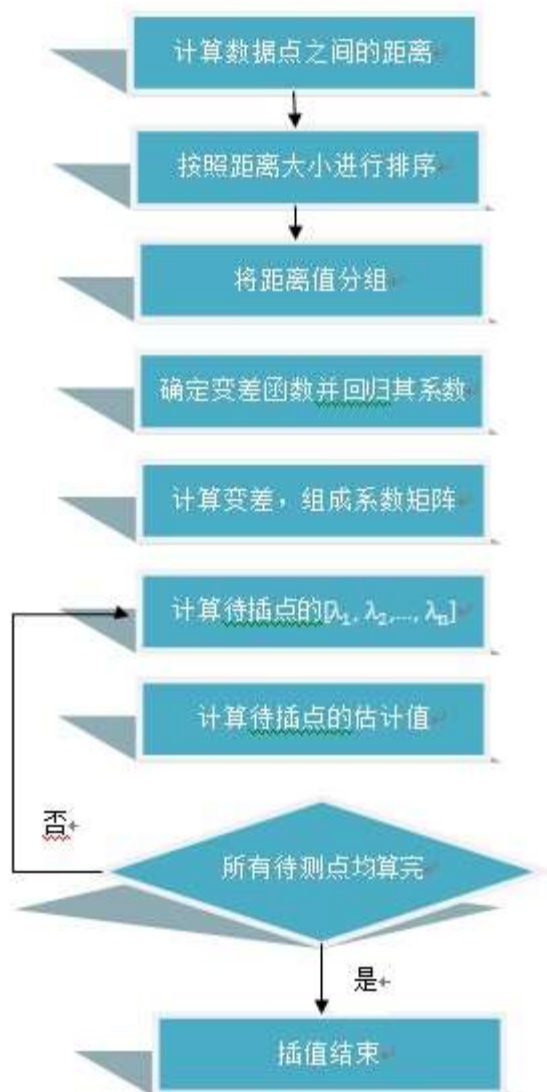 计算数据点之间的距离
按照距离大小进行排序
将距离值分组
确定变差函数并回归其系数
计算变差，组成系数矩阵
计算待插点的[λ₁, λ₂,…, λₙ]
计算待插点的估计值
否
所有待测点均算完
是
插值结束